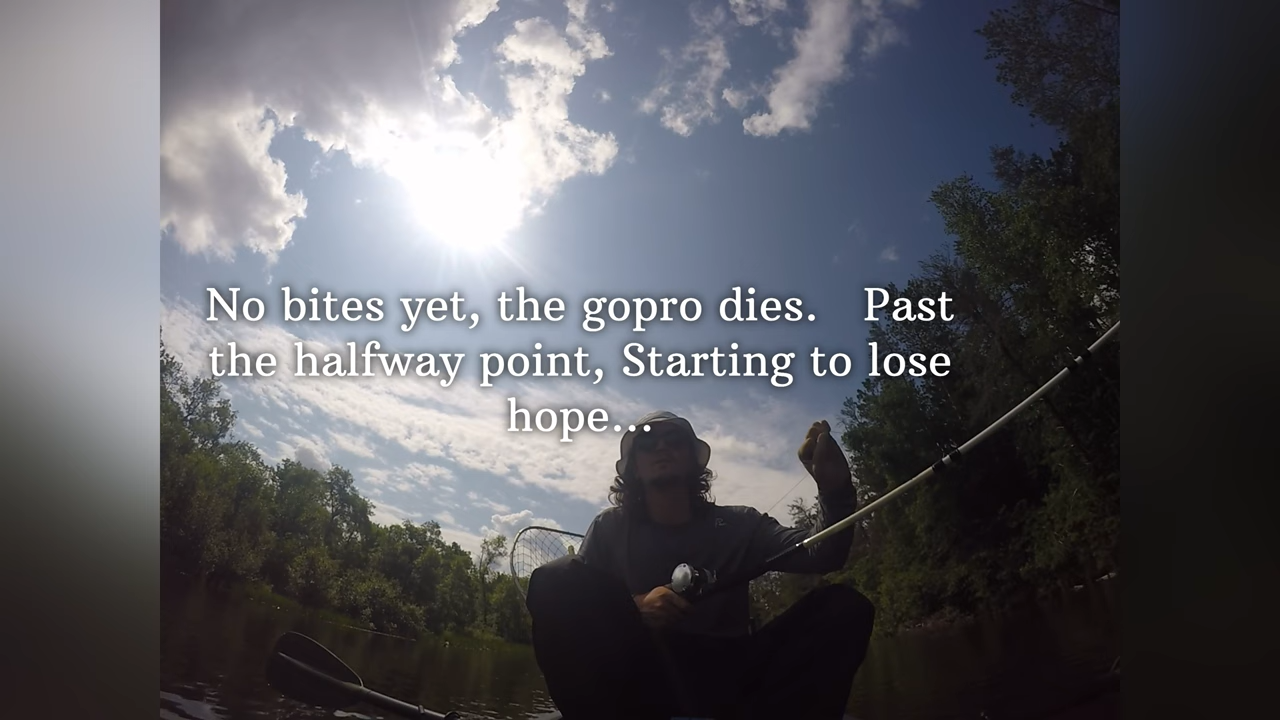 No bites yet, the gopro dies.   Past
the halfway point, Starting to lose
hope...